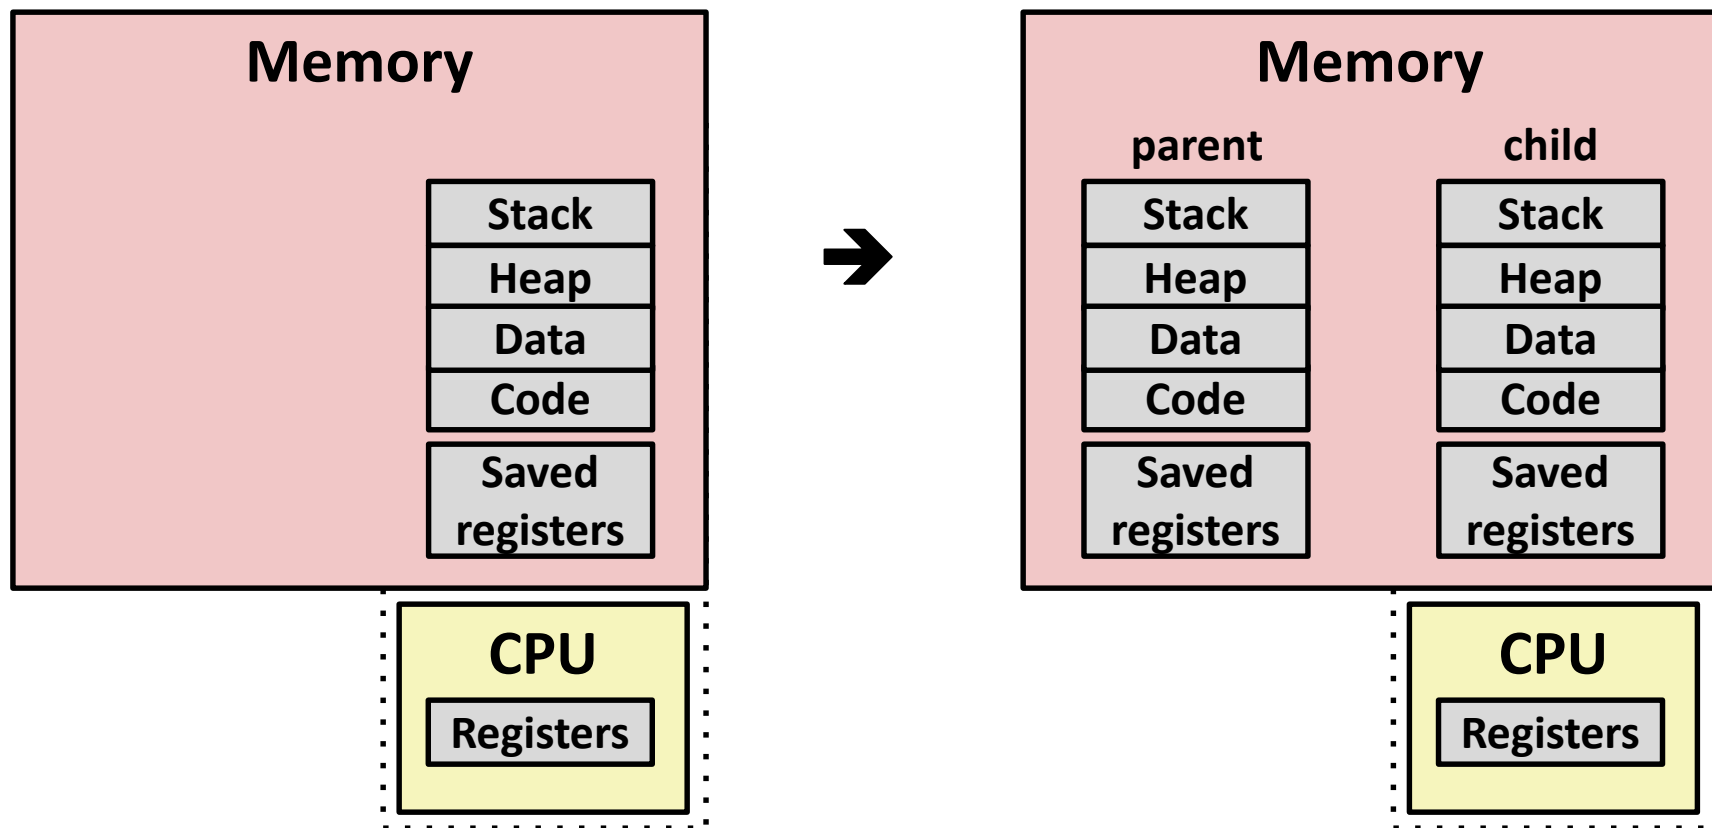 Memory
Stack
Heap
Data
Code
Saved
registers
CPU
Registers
➔
Memory
parent
child
Stack
Stack
Heap
Heap
Data
Data
Code
Code
Saved
registers
Saved
registers
CPU
Registers